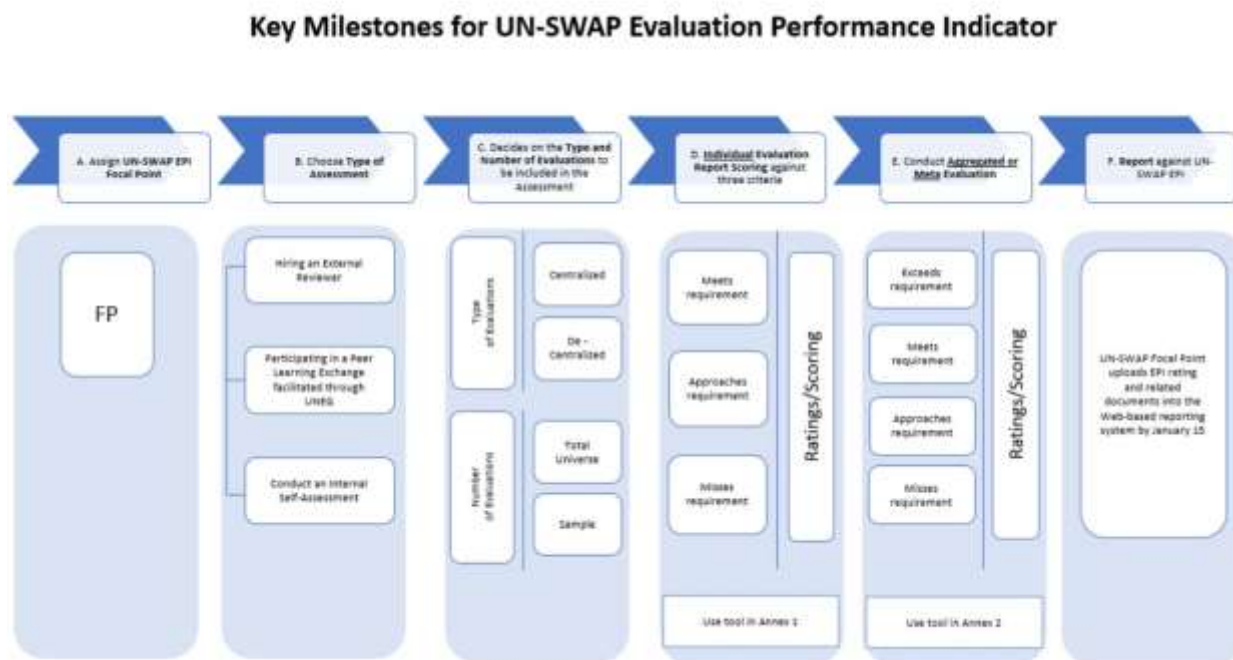 Key Milestones for UN-SWAP Evaluation Performance Indicator
A. Assign UN-SWAP EPI
Focal Point
B. Choose Type of
Assessment
C. Decides on the Type and
Number of Evaluations to
be included in the
Assessment
D. Individual Evaluation
Report Scoring against
three criteria
E. Conduct Aggregated or
Meta Evaluation
F. Report against UN-
SWAP EPI
FP
Hiring an External
Reviewer
Participating in a Peer
Learning Exchange
facilitated through
UNEG
Conduct an Internal
Self-Assessment
Type
of Evaluations
Centralized
De -
Centralized
Number
of Evaluations
Total
Universe
Sample
Meets
requirement
Approaches
requirement
Misses
requirement
Ratings/Scoring
Use tool in Annex 1
Exceeds
requirement
Meets
requirement
Approaches
requirement
Misses
requirement
Ratings/Scoring
Use tool in Annex 2
UN-SWAP Focal Point
uploads EPI rating
and related
documents into the
Web-based reporting
system by January 15